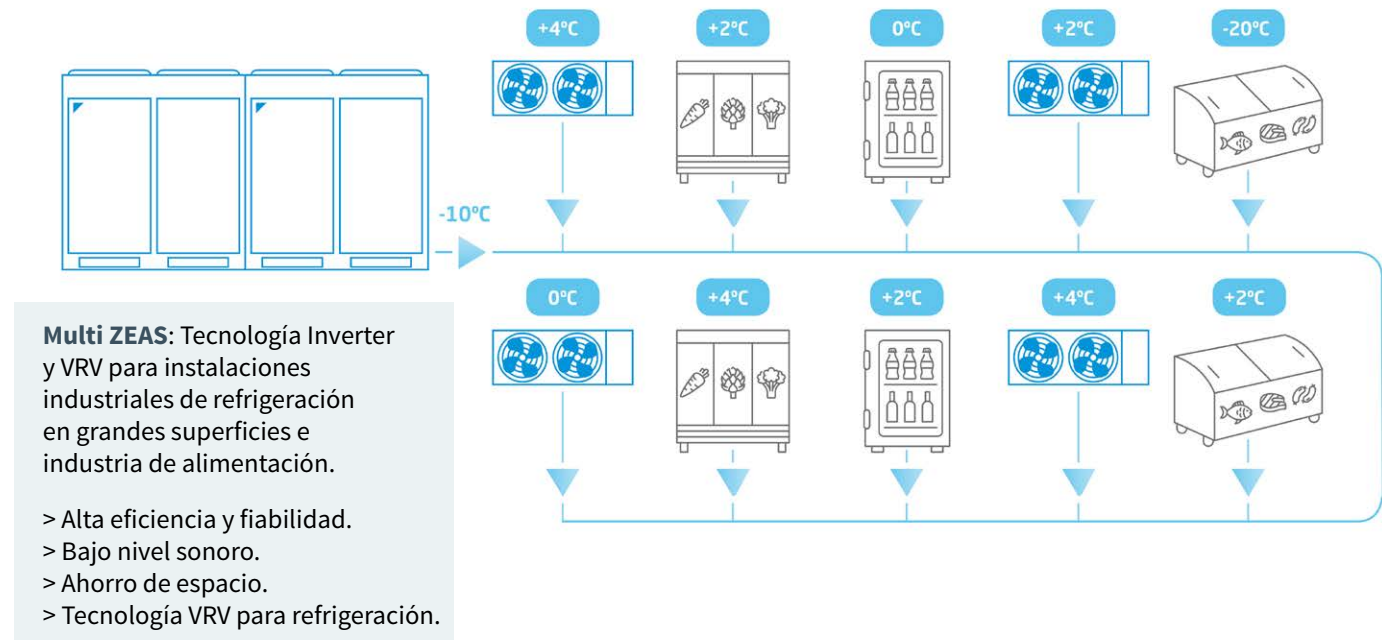 +4ºC +2ºC 0ºC +2ºC -20ºC
-10ºC
0ºC +4ºC +2ºC +4ºC +2ºC
Multi ZEAS: Tecnología Inverter
y VRV para instalaciones
industriales de refrigeración
en grandes superficies e
industria de alimentación.
> Alta eficiencia y fiabilidad.
> Bajo nivel sonoro.
> Ahorro de espacio.
> Tecnología VRV para refrigeración.